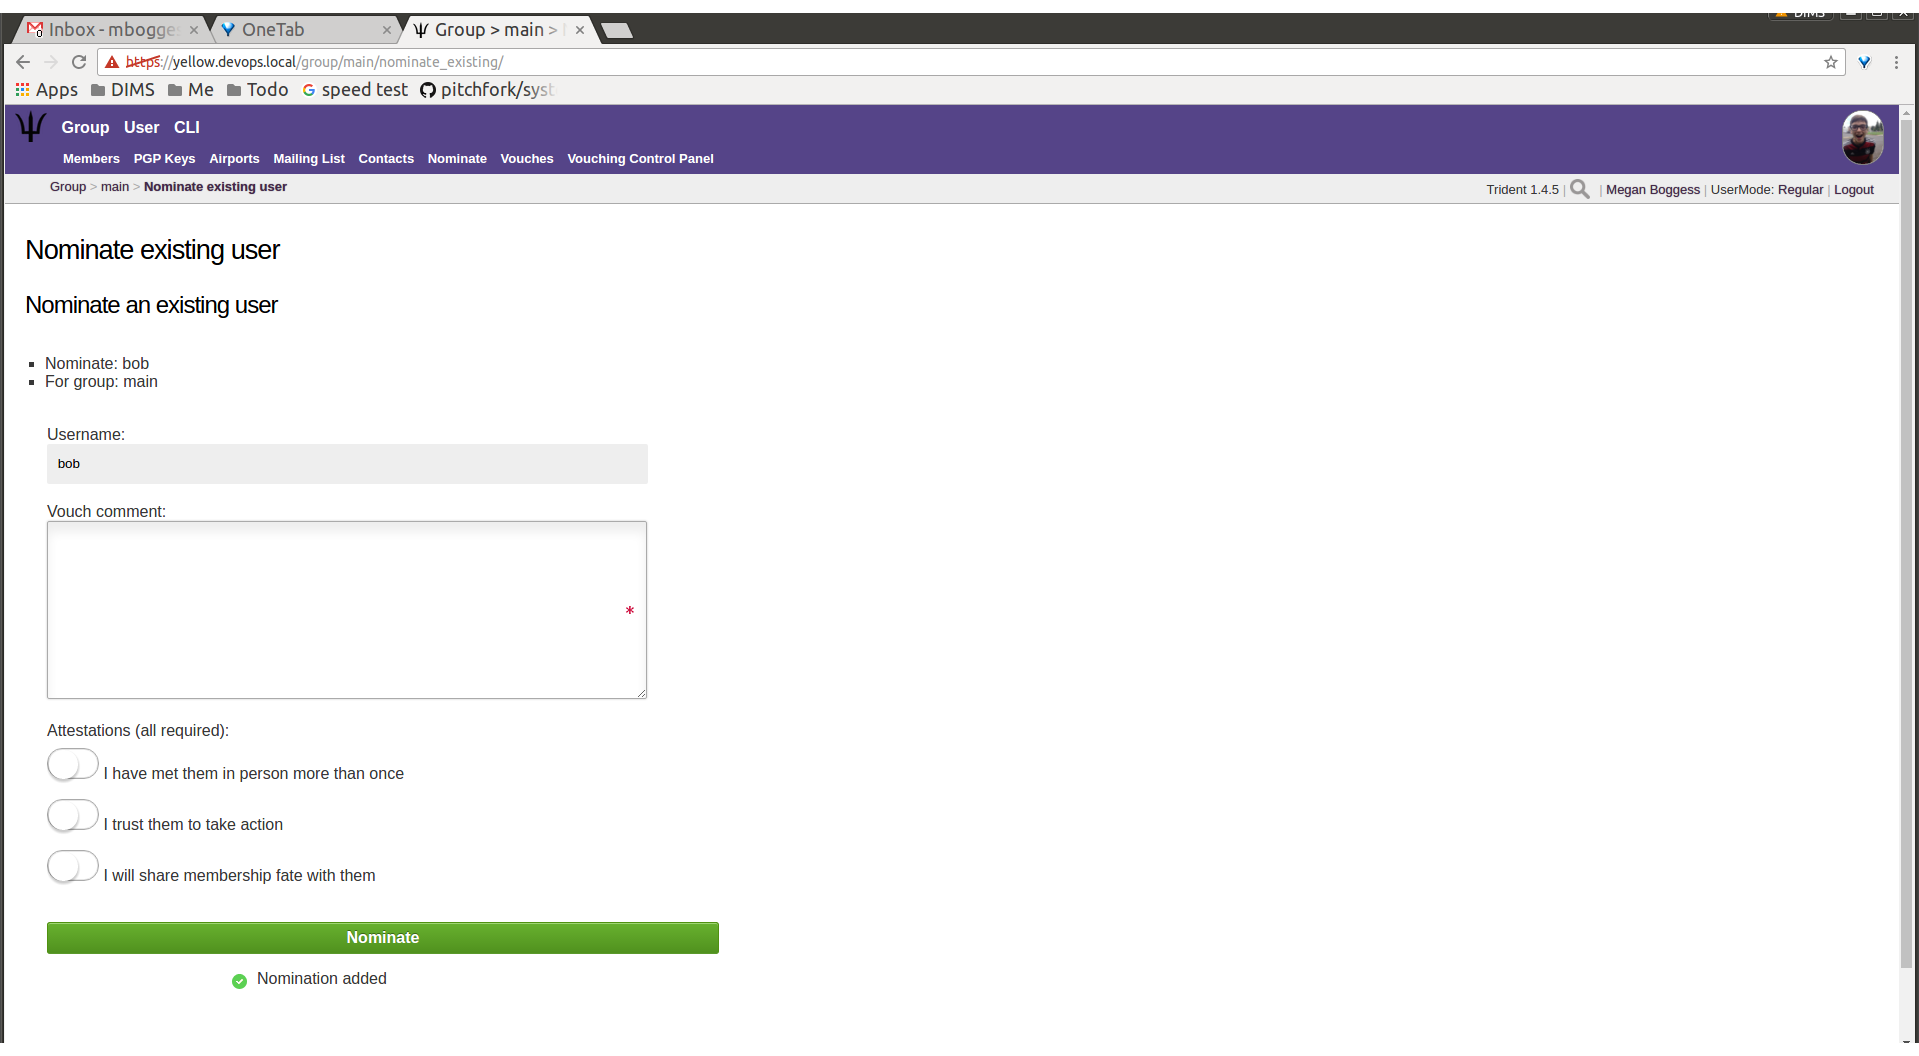 DIMS
Inbox - mbogges
OneTab
Group > main >
https://yellow.devops.local/group/main/nominate_existing/
Apps DIMS Me Todo speed test pitchfork/syst
Group User CLI
Members PGP Keys Airports Mailing List Contacts Nominate Vouches Vouching Control Panel
Group > main > Nominate existing user
Trident 1.4.5 | | Megan Boggess | UserMode: Regular | Logout
Nominate existing user
Nominate an existing user
Nominate: bob
For group: main
Username:
bob
Vouch comment:
*
Attestations (all required):
I have met them in person more than once
I trust them to take action
I will share membership fate with them
Nominate
Nomination added